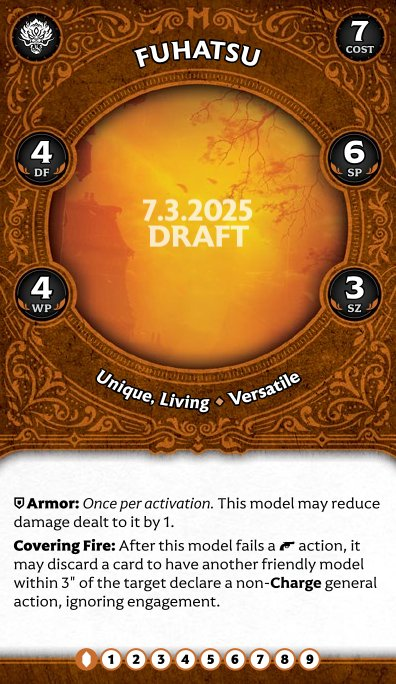 FUHATSU
7
COST
4
DF
6
SP
7.3.2025
DRAFT
4
WP
3
SZ
Unique, Living • Versatile
Armor: Once per activation. This model may reduce
damage dealt to it by 1.
Covering Fire: After this model fails a action, it
may discard a card to have another friendly model
within 3" of the target declare a non-Charge general
action, ignoring engagement.
1 2 3 4 5 6 7 8 9